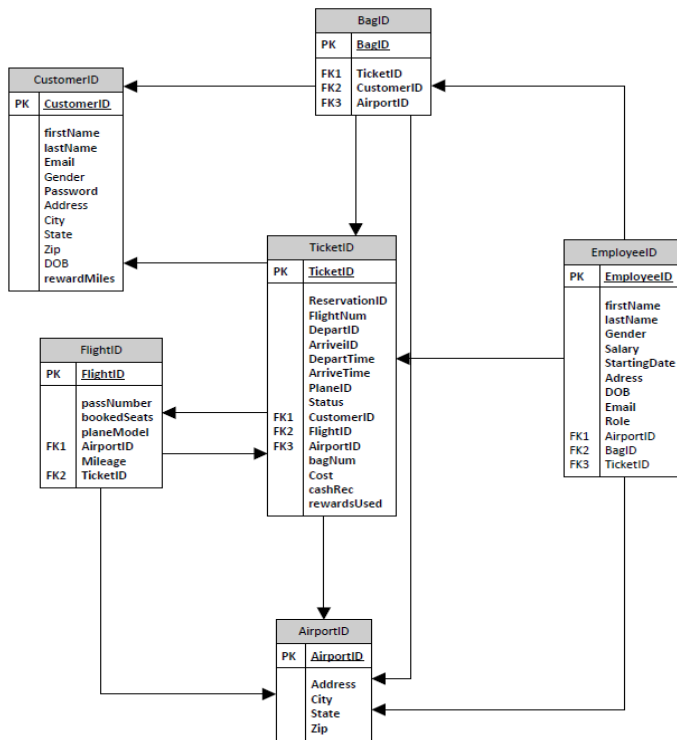 BagID
PK BagID
FK1 TicketID
FK2 CustomerID
FK3 AirportID
CustomerID
PK CustomerID
firstName
lastName
Email
Gender
Password
Address
City
State
Zip
DOB
rewardMiles
TicketID
PK TicketID
ReservationID
FlightNum
DepartID
ArriveiID
DepartTime
ArriveTime
PlaneID
Status
FK1 CustomerID
FK2 FlightID
FK3 AirportID
bagNum
Cost
cashRec
rewardsUsed
EmployeeID
PK EmployeeID
firstName
lastName
Gender
Salary
StartingDate
Adress
DOB
Email
Role
FK1 AirportID
FK2 BagID
FK3 TicketID
FlightID
PK FlightID
passNumber
bookedSeats
planeModel
FK1 AirportID
Mileage
FK2 TicketID
AirportID
PK AirportID
Address
City
State
Zip